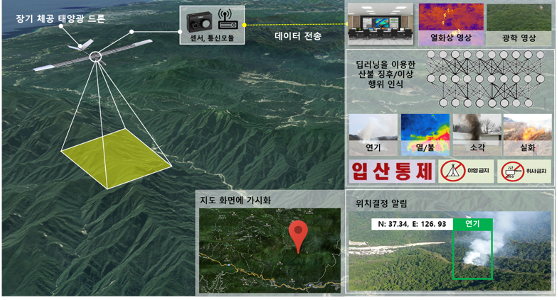 장기 체공 태양광 드론
센서, 통신모듈
데이터 전송
열화상 영상
광학 영상
딥러닝을 이용한
산불 징후/이상
행위 인식
연기
열/불
소각
실화
입산통제
야영금지
취사금지
지도 화면에 가시화
위치결정 알림
N: 37.34, E: 126. 93
연기